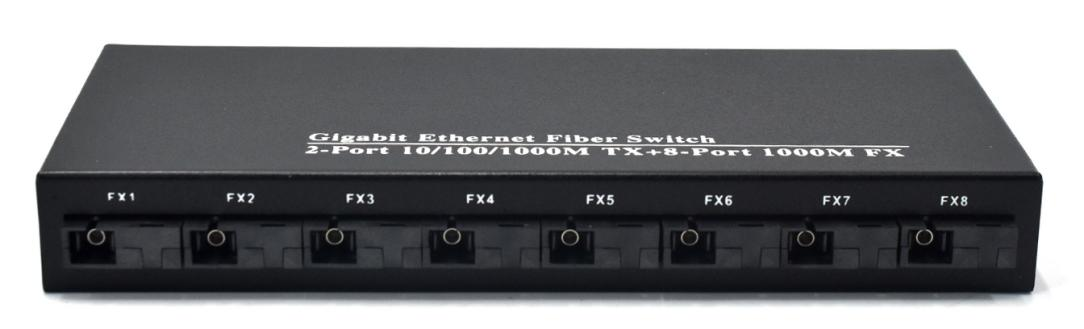 Gigabit Ethernet Fiber Switch
2-Port 10/100/1000M TX+8-Port 1000M FX
FX1 FX2 FX3 FX4 FX5 FX6 FX7 FX8